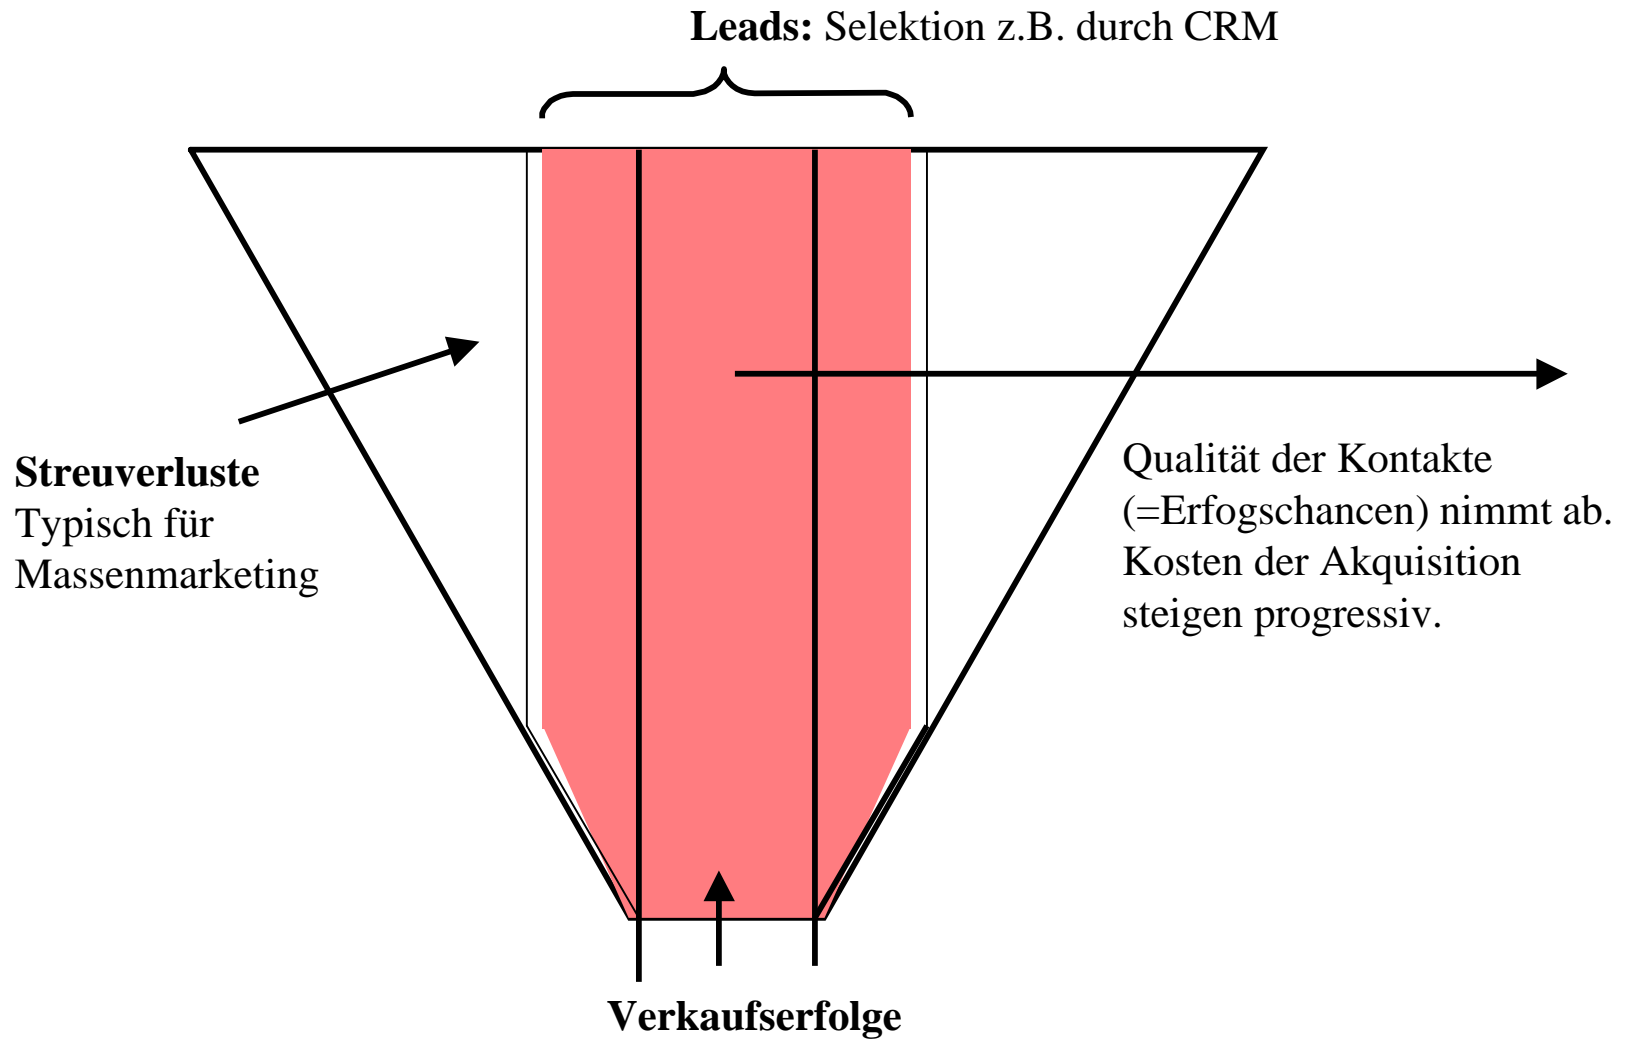 Leads: Selektion z.B. durch CRM
Streuverluste
Typisch für
Massenmarketing
Qualität der Kontakte
(=Erfogschancen) nimmt ab.
Kosten der Akquisition
steigen progressiv.
Verkaufserfolge